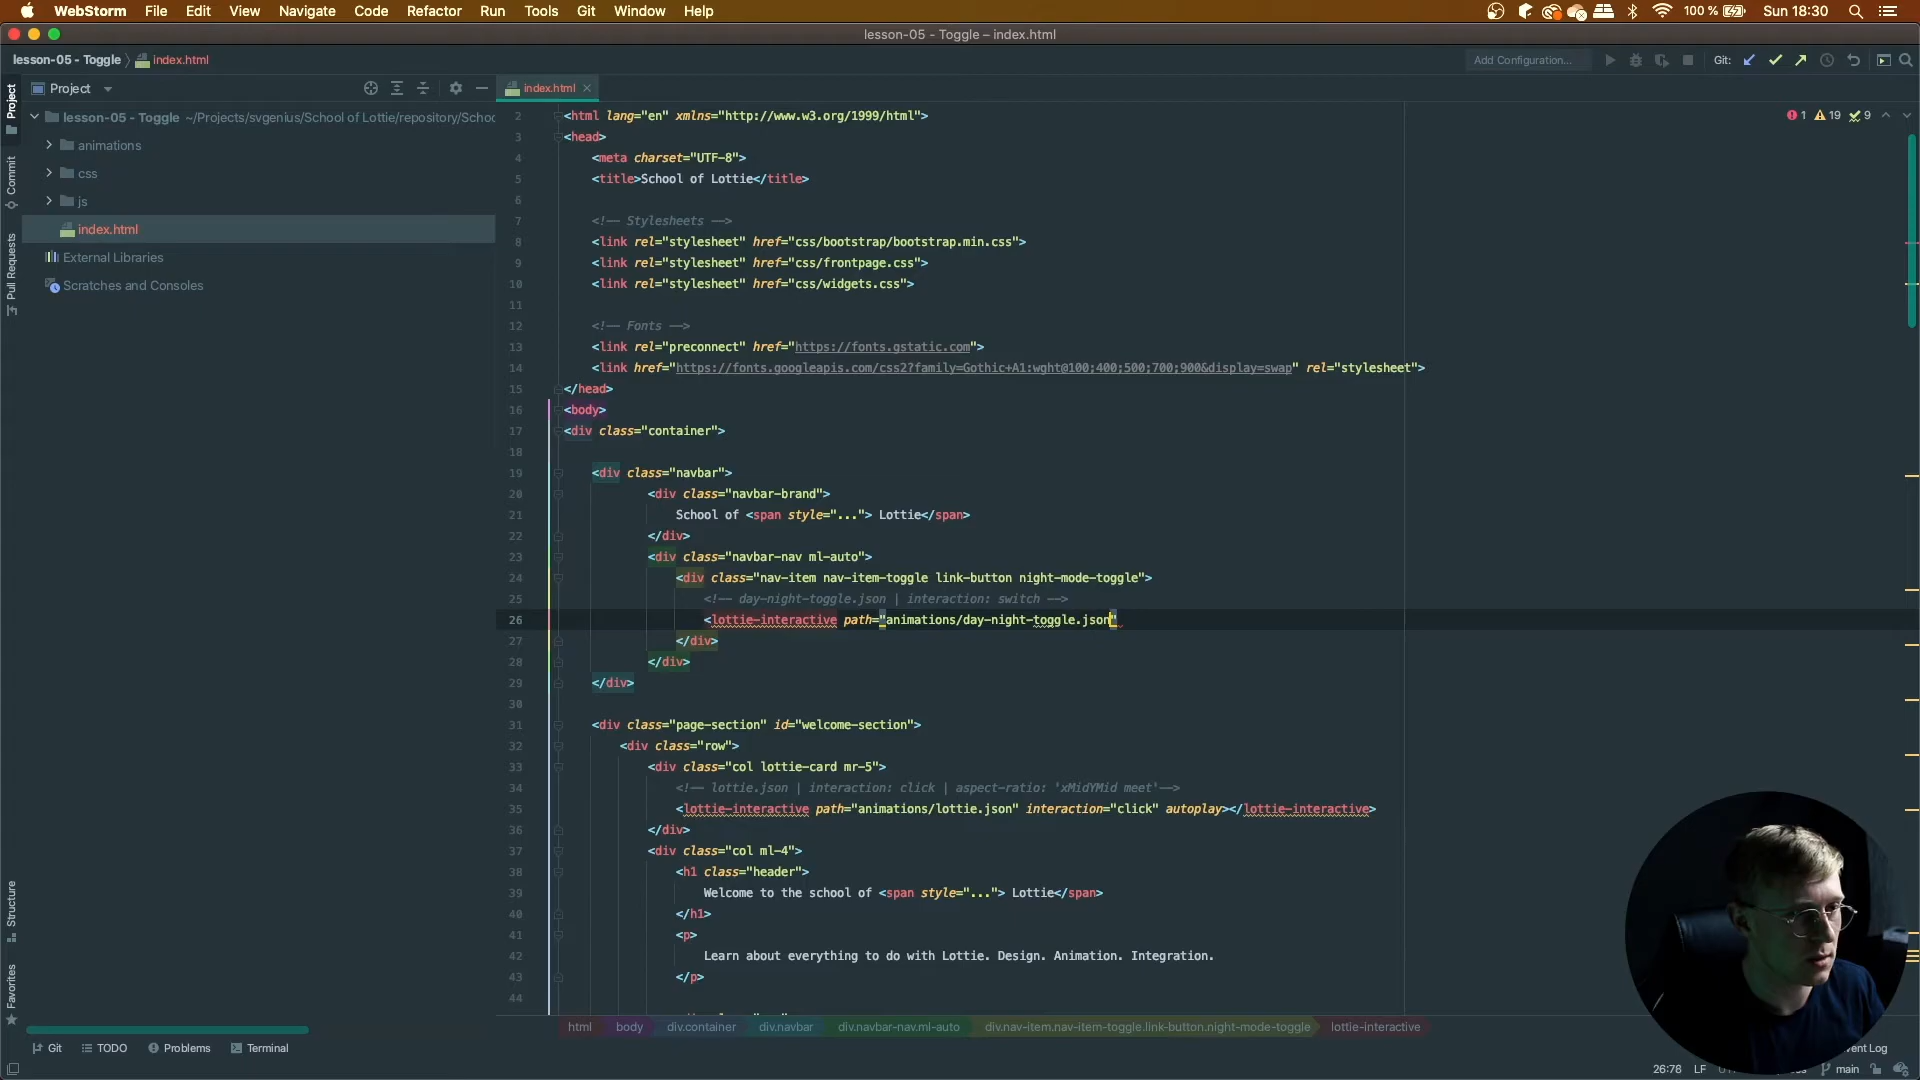 WebStorm File Edit View Navigate Code Refactor Run Tools Git Window Help 100 % Sun 18:30
lesson-05 - Toggle – index.html
lesson-05 - Toggle index.html Add Configuration... Git:
Project index.html
lesson-05 - Toggle ~/Projects/svgenius/School of Lottie/repository/Schoo
animations
css
js
index.html
External Libraries
Scratches and Consoles
Project
Commit
Pull Requests
Structure
Favorites
1 19 9
2 <html lang="en" xmlns="http://www.w3.org/1999/html">
3 <head>
4 <meta charset="UTF-8">
5 <title>School of Lottie</title>
6
7 <!-- Stylesheets -->
8 <link rel="stylesheet" href="css/bootstrap/bootstrap.min.css">
9 <link rel="stylesheet" href="css/frontpage.css">
10 <link rel="stylesheet" href="css/widgets.css">
11
12 <!-- Fonts -->
13 <link rel="preconnect" href="https://fonts.gstatic.com">
14 <link href="https://fonts.googleapis.com/css2?family=Gothic+A1:wght@100;400;500;700;900&display=swap" rel="stylesheet">
15 </head>
16 <body>
17 <div class="container">
18
19 <div class="navbar">
20 <div class="navbar-brand">
21 School of <span style="..."> Lottie</span>
22 </div>
23 <div class="navbar-nav ml-auto">
24 <div class="nav-item nav-item-toggle link-button night-mode-toggle">
25 <!-- day-night-toggle.json | interaction: switch -->
26 <lottie-interactive path="animations/day-night-toggle.json"
27 </div>
28 </div>
29 </div>
30
31 <div class="page-section" id="welcome-section">
32 <div class="row">
33 <div class="col lottie-card mr-5">
34 <!-- lottie.json | interaction: click | aspect-ratio: 'xMidYMid meet'-->
35 <lottie-interactive path="animations/lottie.json" interaction="click" autoplay></lottie-interactive>
36 </div>
37 <div class="col ml-4">
38 <h1 class="header">
39 Welcome to the school of <span style="..."> Lottie</span>
40 </h1>
41 <p>
42 Learn about everything to do with Lottie. Design. Animation. Integration.
43 </p>
44
html body div.container div.navbar div.navbar-nav.ml-auto div.nav-item.nav-item-toggle.link-button.night-mode-toggle lottie-interactive
Git TODO Problems Terminal vent Log
26:76 LF main